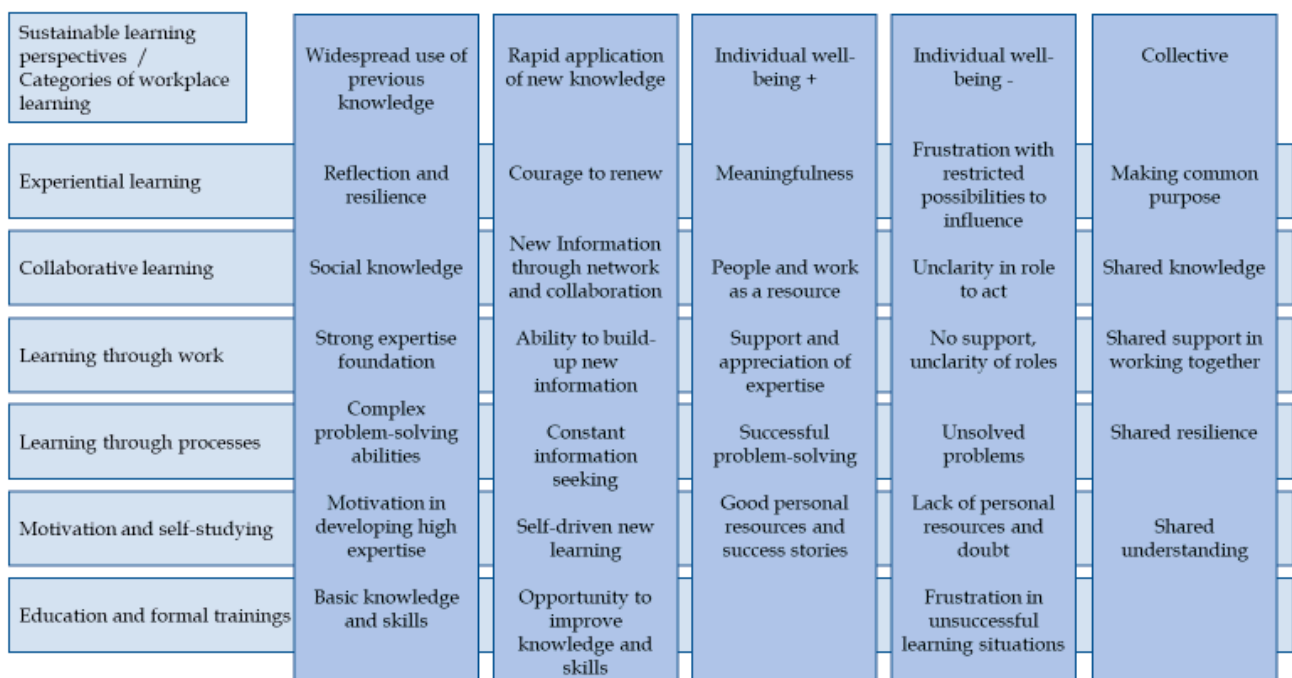 Sustainable learning
perspectives /
Categories of workplace
learning
Widespread use of
previous
knowledge
Rapid application
of new knowledge
Individual well-
being +
Individual well-
being -
Collective
Experiential learning
Reflection and
resilience
Courage to renew
Meaningfulness
Frustration with
restricted
possibilities to
influence
Making common
purpose
Collaborative learning
Social knowledge
New Information
through network
and collaboration
People and work
as a resource
Unclarity in role
to act
Shared knowledge
Learning through work
Strong expertise
foundation
Ability to build-
up new
information
Support and
appreciation of
expertise
No support,
unclarity of roles
Shared support in
working together
Learning through processes
Complex
problem-solving
abilities
Constant
information
seeking
Successful
problem-solving
Unsolved
problems
Shared resilience
Motivation and self-studying
Motivation in
developing high
expertise
Self-driven new
learning
Good personal
resources and
success stories
Lack of personal
resources and
doubt
Shared
understanding
Education and formal trainings
Basic knowledge
and skills
Opportunity to
improve
knowledge and
skills
Frustration in
unsuccessful
learning situations